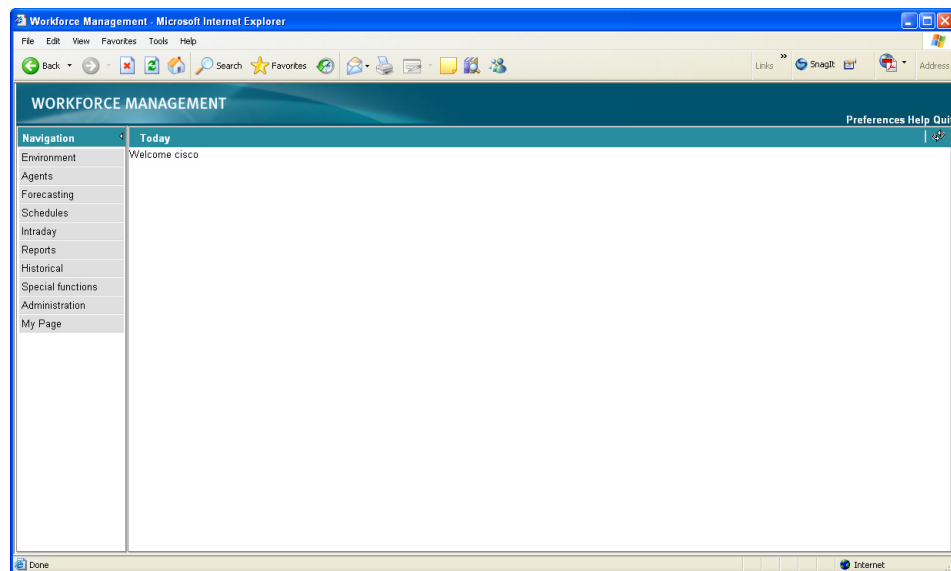 Workforce Management - Microsoft Internet Explorer
File Edit View Favorites Tools Help
Back Search Favorites Links » SnagIt Address
WORKFORCE MANAGEMENT
Preferences Help Quit
Navigation Today
Environment Welcome cisco
Agents
Forecasting
Schedules
Intraday
Reports
Historical
Special functions
Administration
My Page
Done Internet